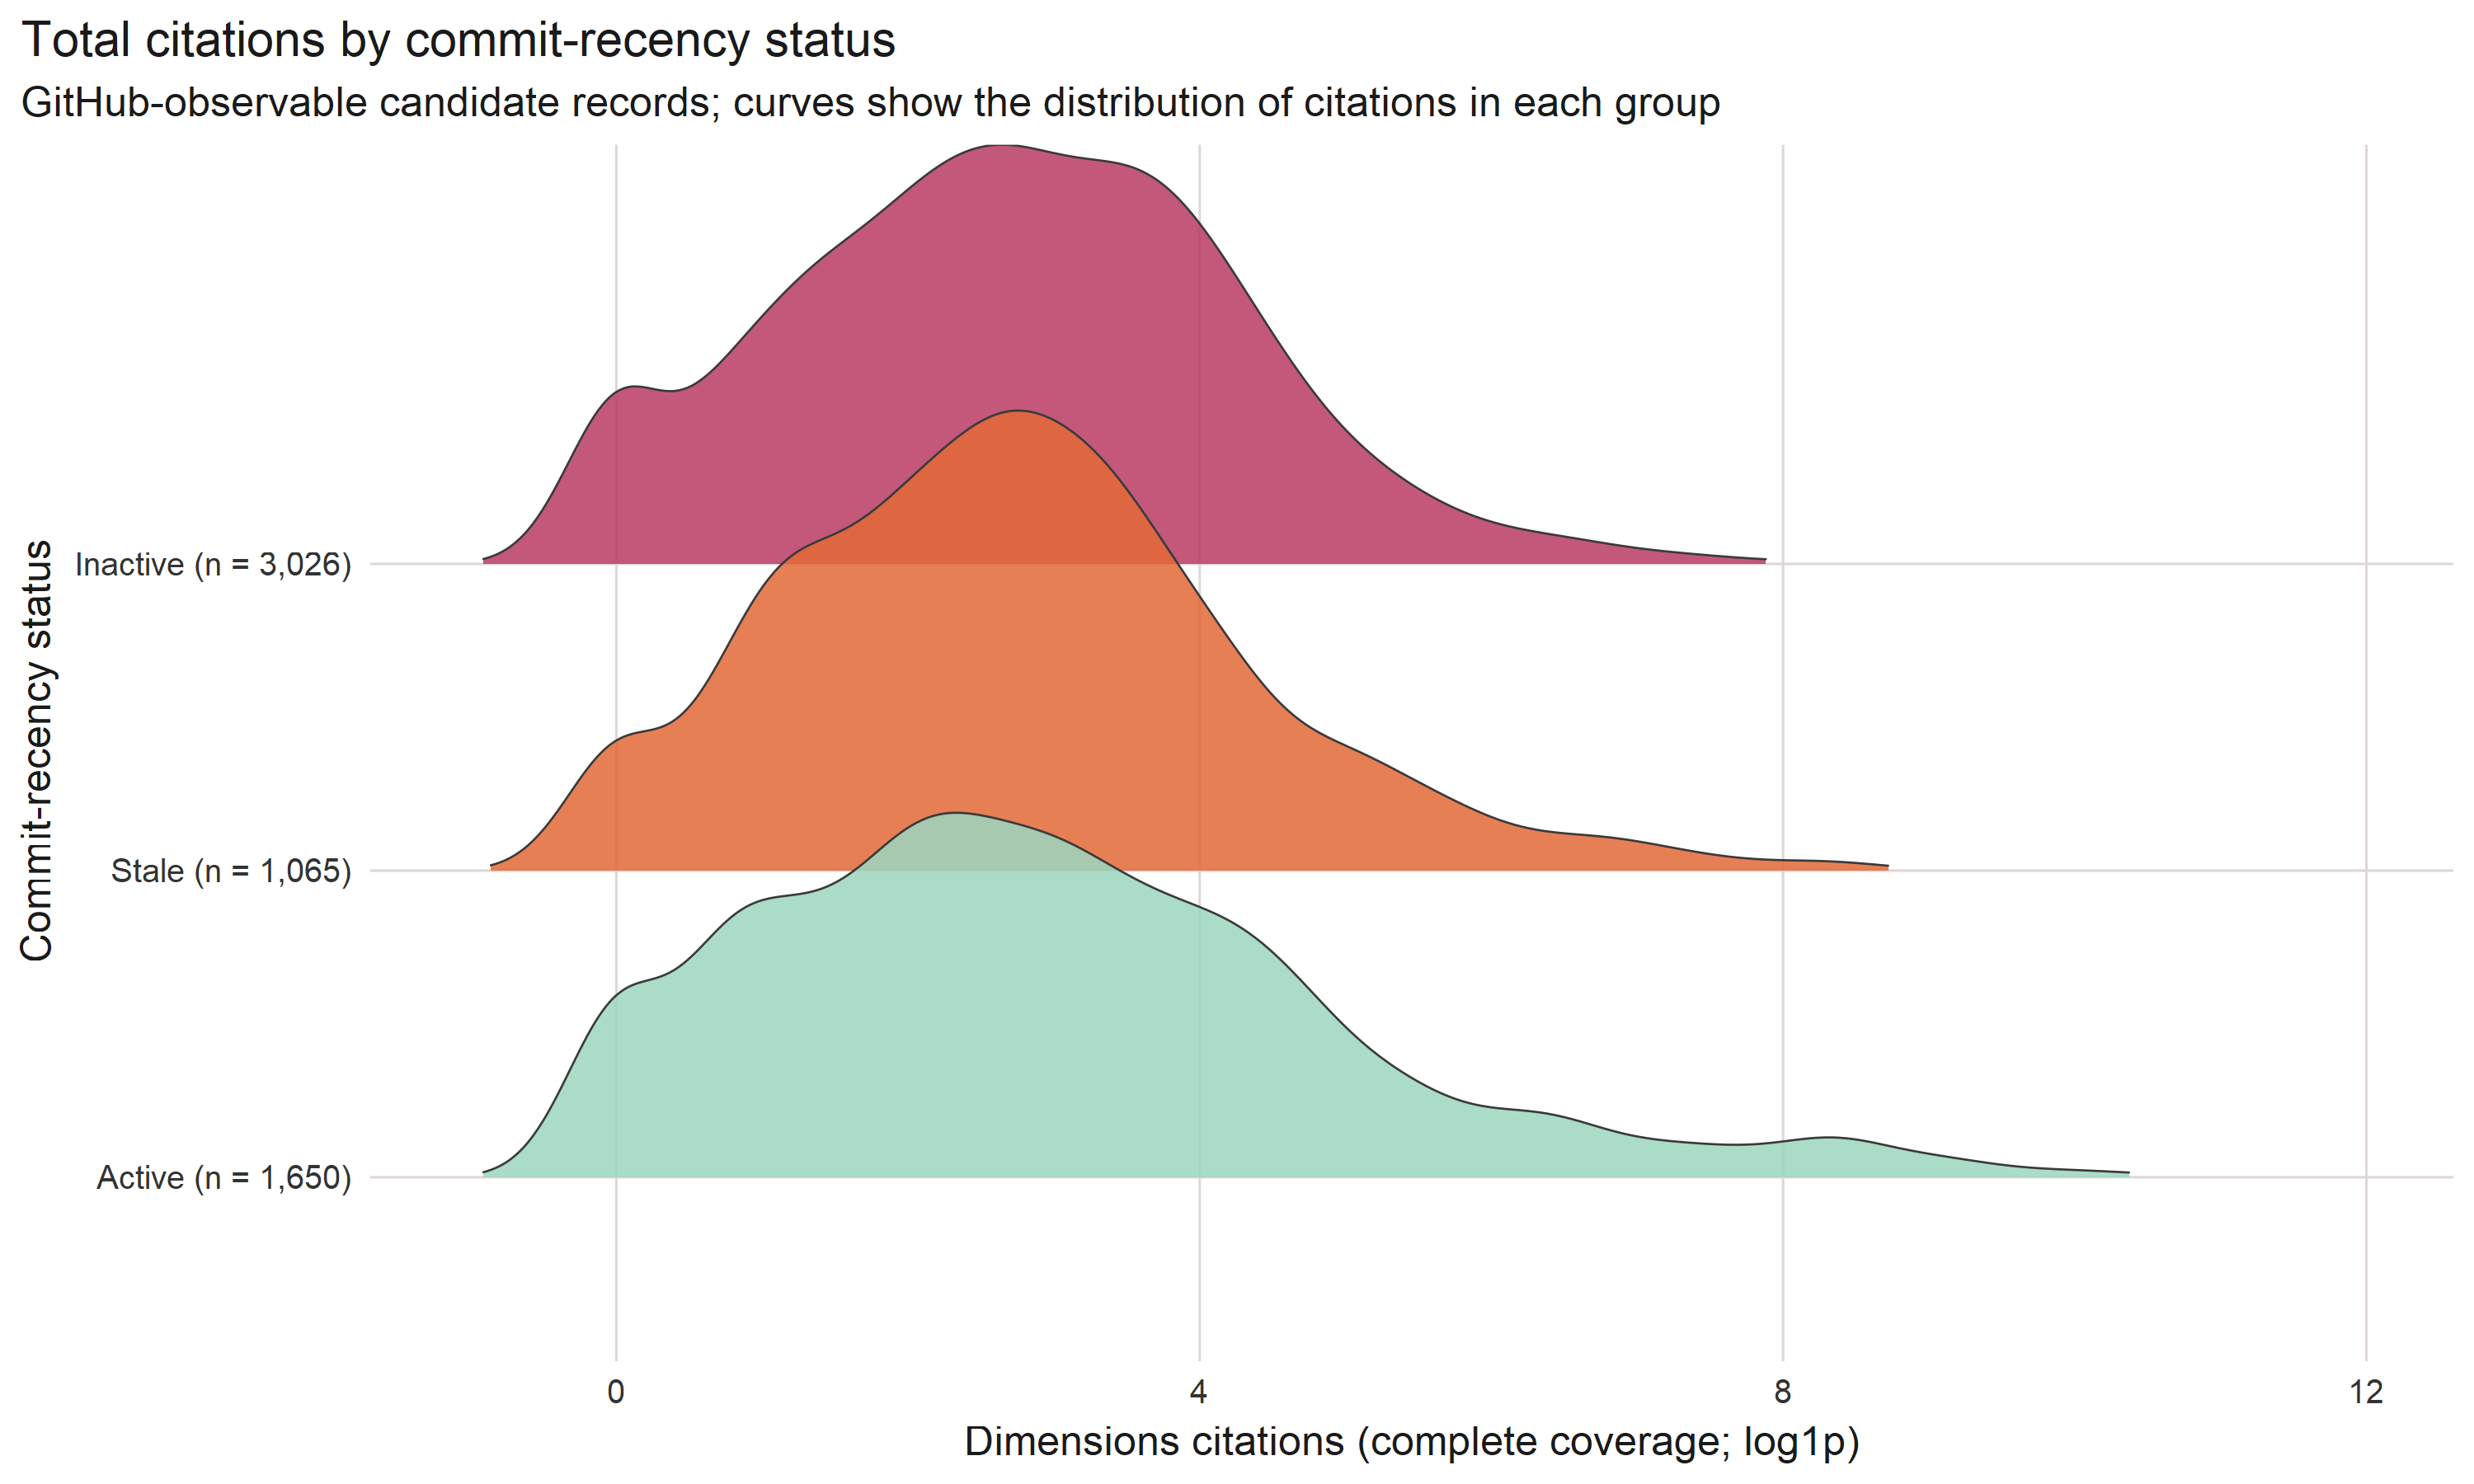 Total citations by commit-recency status
GitHub-observable candidate records; curves show the distribution of citations in each group
Commit-recency status
Inactive (n = 3,026)
Stale (n = 1,065)
Active (n = 1,650)
0 4 8 12
Dimensions citations (complete coverage; log1p)